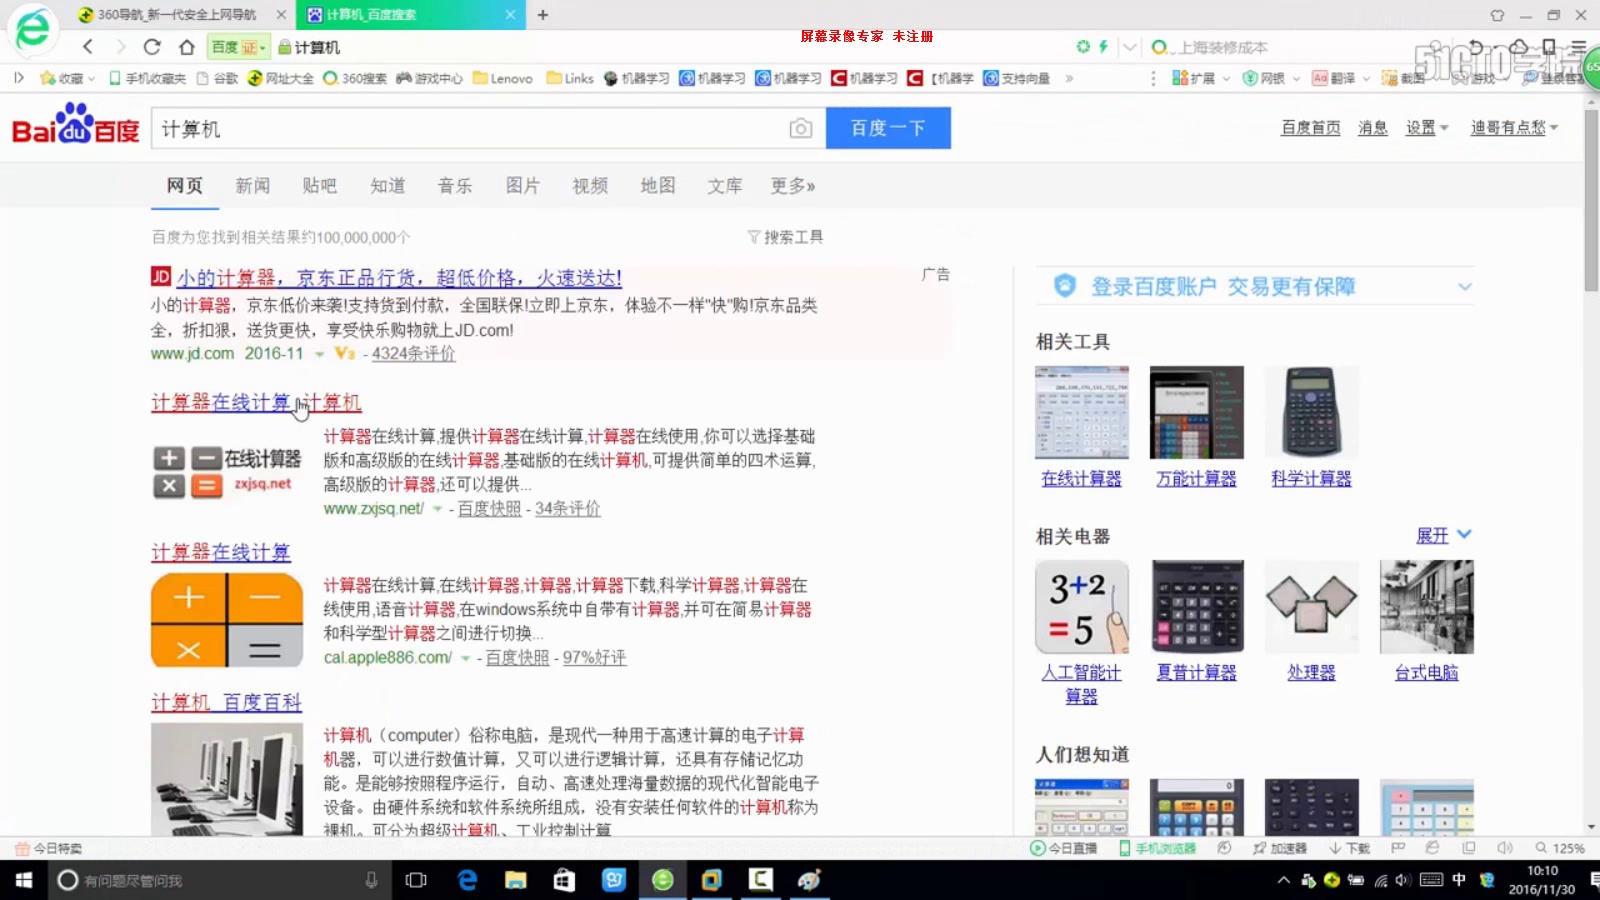 360导航_新一代安全上网导航
计算机_百度搜索
屏幕录像专家 未注册
百度 证
计算机
上海装修成本
51CTO学院
收藏
手机收藏夹
谷歌
网址大全
360搜索
游戏中心
Lenovo
Links
机器学习
机器学习
机器学习
机器学习
【机器学
支持向量
»
扩展
网银
翻译
截图
游戏
65
Bai du 百度
计算机
百度一下
百度首页
消息
设置
迪哥有点愁
网页
新闻
贴吧
知道
音乐
图片
视频
地图
文库
更多»
百度为您找到相关结果约100,000,000个
搜索工具
JD 小的计算器，京东正品行货，超低价格，火速送达!
广告
小的计算器，京东低价来袭!支持货到付款，全国联保!立即上京东，体验不一样"快"购!京东品类
全，折扣狠，送货更快，享受快乐购物就上JD.com!
www.jd.com 2016-11 V3 - 4324条评价
计算器在线计算 计算机
在线计算器
zxjsq.net
计算器在线计算,提供计算器在线计算,计算器在线使用,你可以选择基础
版和高级版的在线计算器,基础版的在线计算机,可提供简单的四术运算,
高级版的计算器,还可以提供...
www.zxjsq.net/ - 百度快照 - 34条评价
计算器在线计算
计算器在线计算,在线计算器,计算器,计算器下载,科学计算器,计算器在
线使用,语音计算器,在windows系统中自带有计算器,并可在简易计算器
和科学型计算器之间进行切换...
cal.apple886.com/ - 百度快照 - 97%好评
计算机_百度百科
计算机（computer）俗称电脑，是现代一种用于高速计算的电子计算
机器，可以进行数值计算，又可以进行逻辑计算，还具有存储记忆功
能。是能够按照程序运行，自动、高速处理海量数据的现代化智能电子
设备。由硬件系统和软件系统所组成，没有安装任何软件的计算机称为
裸机。可分为超级计算机、工业控制计算
登录百度账户 交易更有保障
相关工具
在线计算器
万能计算器
科学计算器
相关电器
展开
3+2
=5
人工智能计
算器
夏普计算器
处理器
台式电脑
人们想知道
今日特卖
今日直播
手机浏览器
加速器
下载
125%
有问题尽管问我
中
10:10
2016/11/30